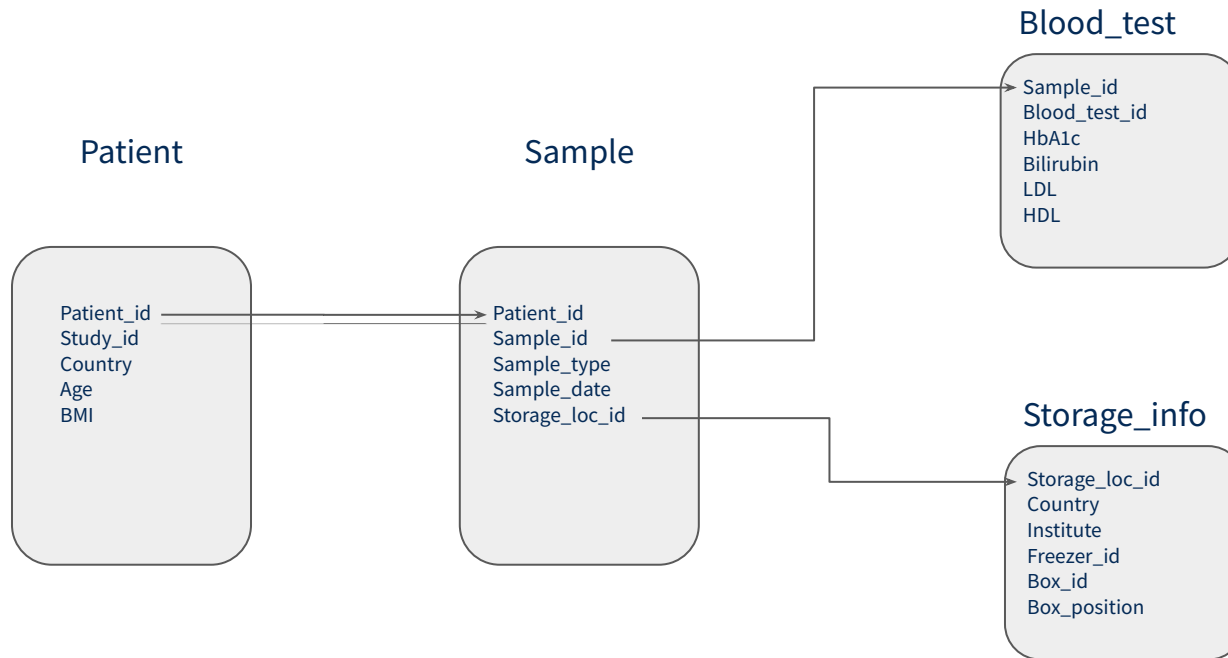 Patient
Patient_id
Study_id
Country
Age
BMI
Sample
Patient_id
Sample_id
Sample_type
Sample_date
Storage_loc_id
Blood_test
Sample_id
Blood_test_id
HbA1c
Bilirubin
LDL
HDL
Storage_info
Storage_loc_id
Country
Institute
Freezer_id
Box_id
Box_position